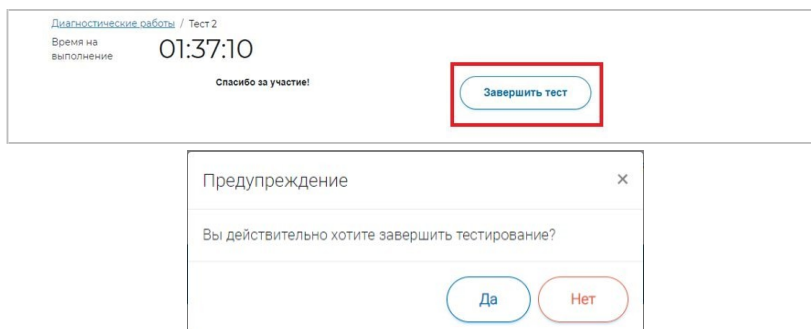 Диагностические работы / Тест 2
Время на выполнение
01:37:10
Спасибо за участие!
Завершить тест
Предупреждение ×
Вы действительно хотите завершить тестирование?
Да Нет